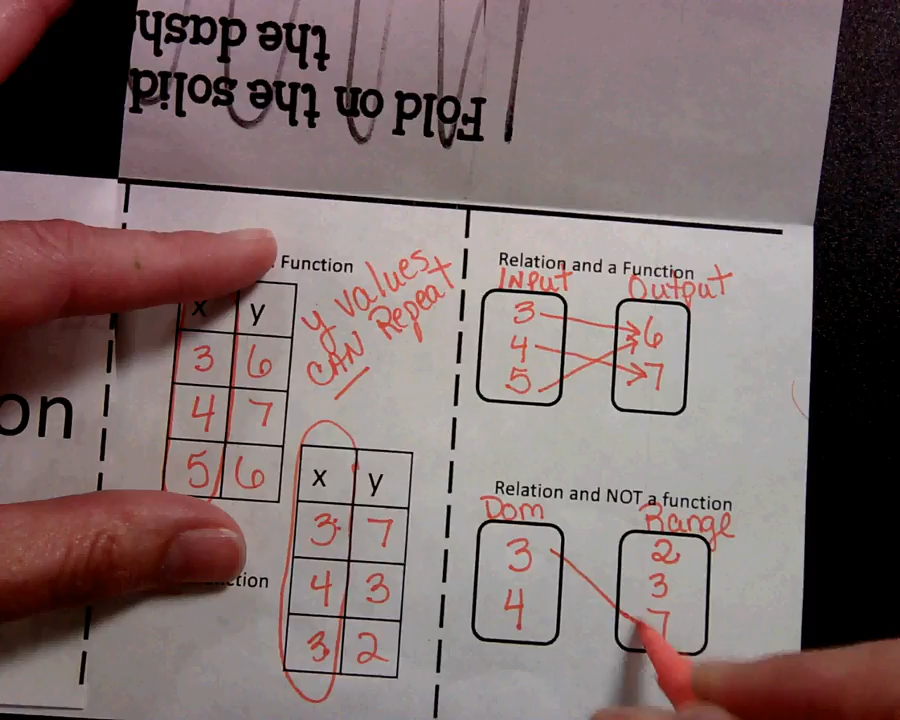 Fold on the solid
the dash
on
Function
x y
3 6
4 7
5 6
y values
CAN Repeat
x y
3 7
4 3
3 2
Relation and a Function
Input Output
3 6
4 7
5
Relation and NOT a function
Dom Range
3 2
4 3
7